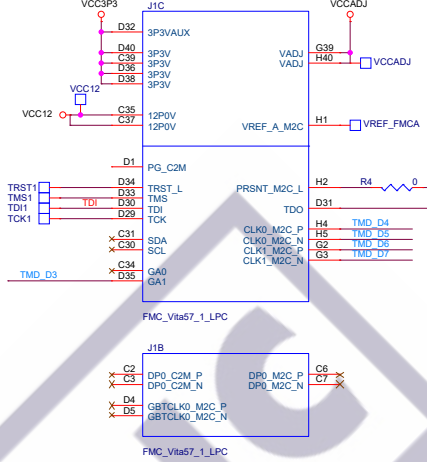 VCC3P3
J1C
VCCADJ
D32
3P3VAUX
D40
3P3V
C39
3P3V
D36
3P3V
D38
3P3V
VADJ
G39
VADJ
H40
VCCADJ
VCC12
VCC12
C35
12P0V
C37
12P0V
VREF_A_M2C
H1
VREF_FMCA
D1
PG_C2M
TRST1
D34
TRST_L
PRSNT_M2C_L
H2
R4
0
TMS1
D33
TMS
TDI1
TDI
D30
TDI
TDO
D31
TCK1
D29
TCK
CLK0_M2C_P
H4
TMD_D4
CLK0_M2C_N
H5
TMD_D5
CLK1_M2C_P
G2
TMD_D6
CLK1_M2C_N
G3
TMD_D7
C31
SDA
C30
SCL
C34
GA0
TMD_D3
D35
GA1
FMC_Vita57_1_LPC
J1B
C2
DP0_C2M_P
DP0_M2C_P
C6
C3
DP0_C2M_N
DP0_M2C_N
C7
D4
GBTCLK0_M2C_P
D5
GBTCLK0_M2C_N
FMC_Vita57_1_LPC